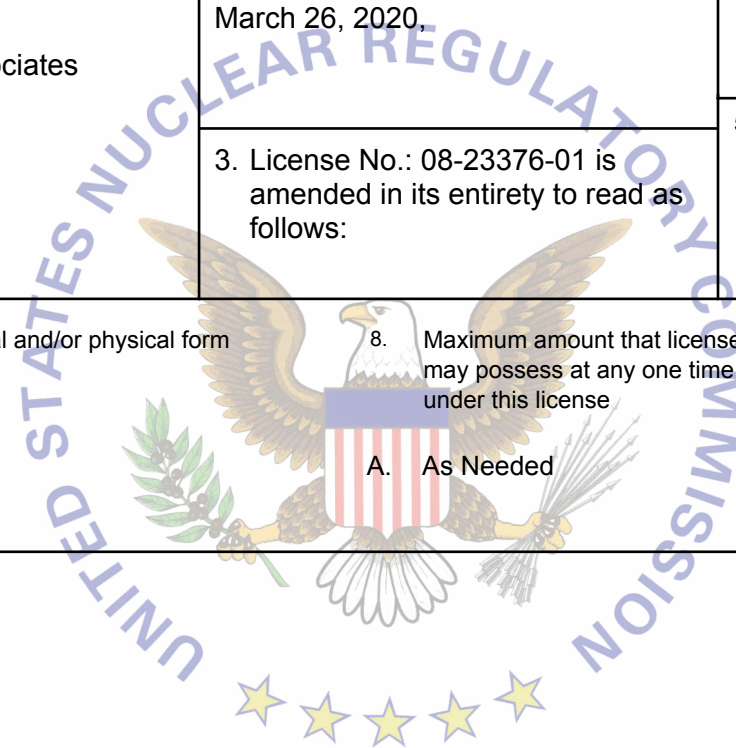 March 26, 2020,
ociates
3. License No.: 08-23376-01 is
amended in its entirety to read as
follows:
and/or physical form
8. Maximum amount that license
may possess at any one time
under this license
A. As Needed
UNITED STATES NUCLEAR REGULATORY COMMISSION